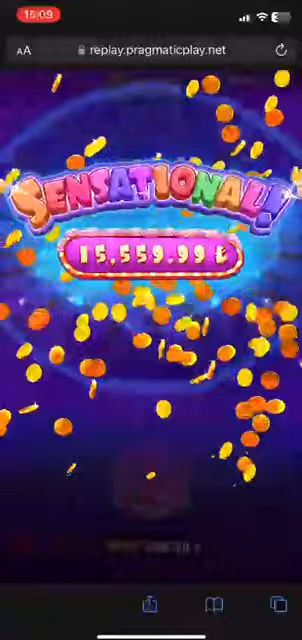 15:09
AA
replay.pragmaticplay.net
SENSATIONAL!
15,559.99 ₺